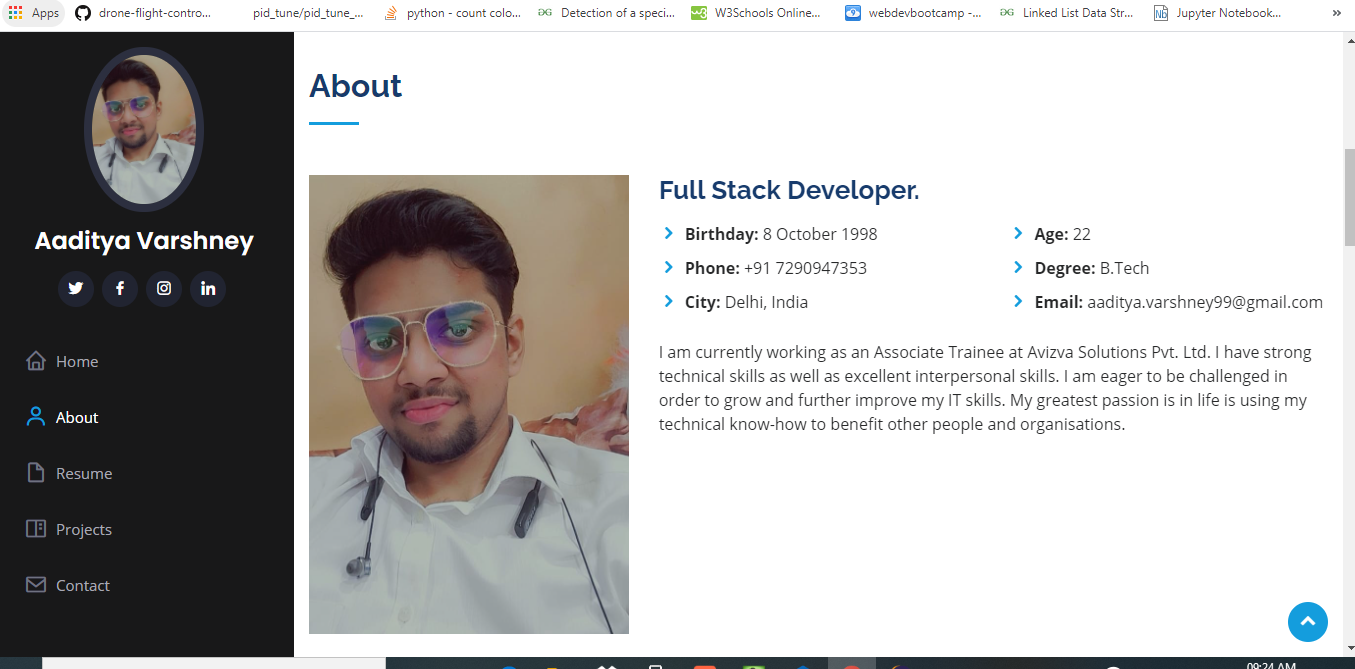 Apps drone-flight-contro... pid_tune/pid_tune_... python - count colo... Detection of a speci... W3Schools Online... webdevbootcamp -... Linked List Data Str... Jupyter Notebook... »
Aaditya Varshney
Home
About
Resume
Projects
Contact
About
Full Stack Developer.
Birthday: 8 October 1998
Age: 22
Phone: +91 7290947353
Degree: B.Tech
City: Delhi, India
Email: aaditya.varshney99@gmail.com
I am currently working as an Associate Trainee at Avizva Solutions Pvt. Ltd. I have strong
technical skills as well as excellent interpersonal skills. I am eager to be challenged in
order to grow and further improve my IT skills. My greatest passion is in life is using my
technical know-how to benefit other people and organisations.
09:24 AM